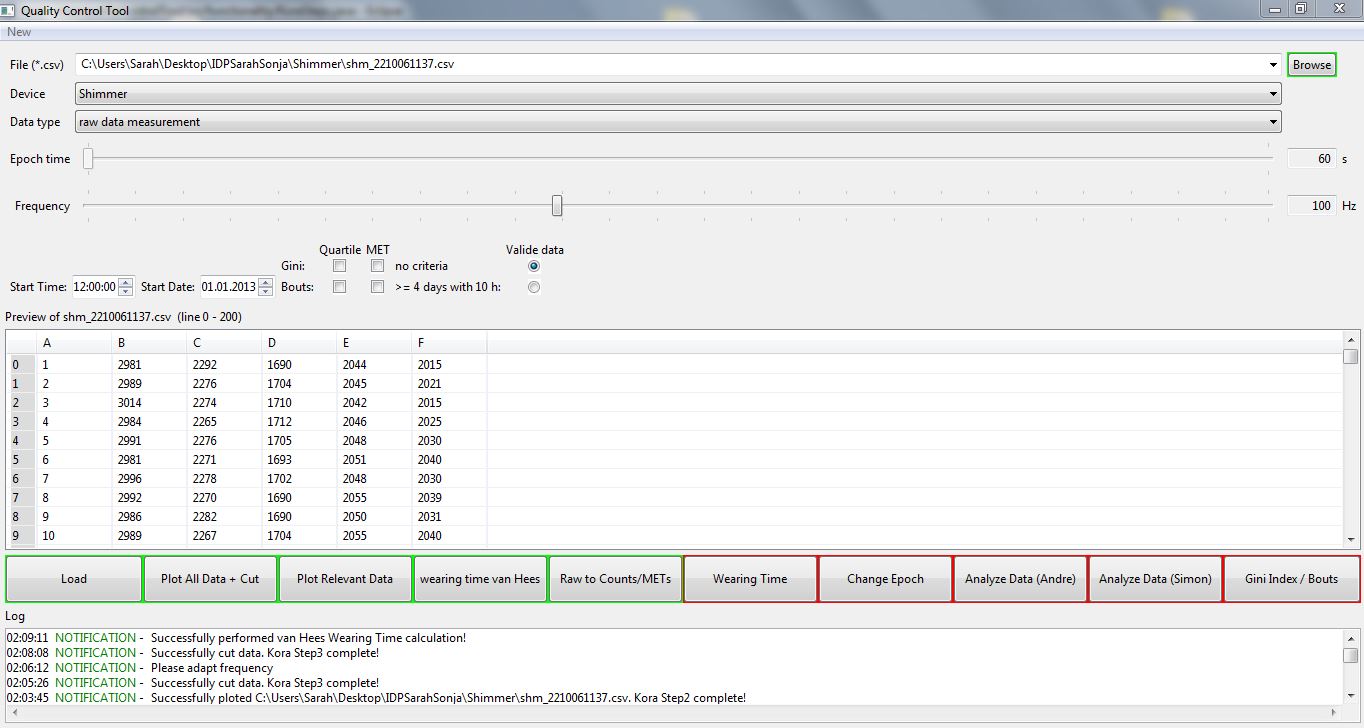 Quality Control Tool
New
File (*.csv) C:\Users\Sarah\Desktop\IDPSarahSonja\Shimmer\shm_2210061137.csv Browse
Device Shimmer
Data type raw data measurement
Epoch time 60 s
Frequency 100 Hz
Quartile MET Valide data
Gini: no criteria
Start Time: 12:00:00 Start Date: 01.01.2013 Bouts: >= 4 days with 10 h:
Preview of shm_2210061137.csv (line 0 - 200)
A B C D E F
0 1 2981 2292 1690 2044 2015
1 2 2989 2276 1704 2045 2021
2 3 3014 2274 1710 2042 2015
3 4 2984 2265 1712 2046 2025
4 5 2991 2276 1705 2048 2030
5 6 2981 2271 1693 2051 2040
6 7 2996 2278 1702 2048 2030
7 8 2992 2270 1690 2055 2039
8 9 2986 2282 1690 2050 2031
9 10 2989 2267 1704 2055 2040
Load Plot All Data + Cut Plot Relevant Data wearing time van Hees Raw to Counts/METs Wearing Time Change Epoch Analyze Data (Andre) Analyze Data (Simon) Gini Index / Bouts
Log
02:09:11 NOTIFICATION - Successfully performed van Hees Wearing Time calculation!
02:08:08 NOTIFICATION - Successfully cut data. Kora Step3 complete!
02:06:12 NOTIFICATION - Please adapt frequency
02:05:26 NOTIFICATION - Successfully cut data. Kora Step3 complete!
02:03:45 NOTIFICATION - Successfully ploted C:\Users\Sarah\Desktop\IDPSarahSonja\Shimmer\shm_2210061137.csv. Kora Step2 complete!